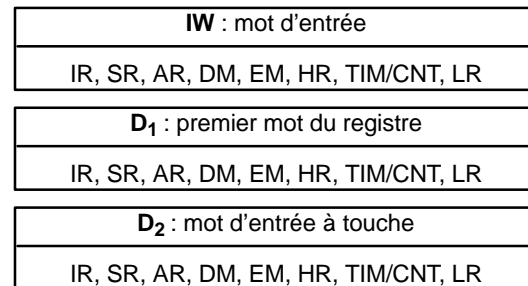 IW : mot d'entrée
IR, SR, AR, DM, EM, HR, TIM/CNT, LR
D1 : premier mot du registre
IR, SR, AR, DM, EM, HR, TIM/CNT, LR
D2 : mot d'entrée à touche
IR, SR, AR, DM, EM, HR, TIM/CNT, LR